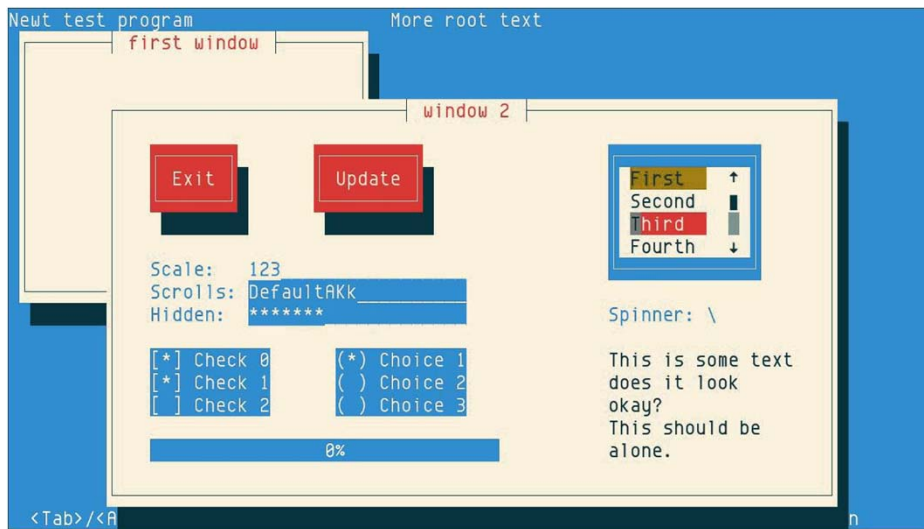 Newt test program
More root text
first window
window 2
Exit
Update
First ↑
Second
Third
Fourth ↓
Scale: 123
Scrolls: DefaultAKk
Hidden: *******
Spinner: \
[*] Check 0
[*] Check 1
[ ] Check 2
(*) Choice 1
( ) Choice 2
( ) Choice 3
This is some text
does it look
okay?
This should be
alone.
0%
<Tab>/<A
n